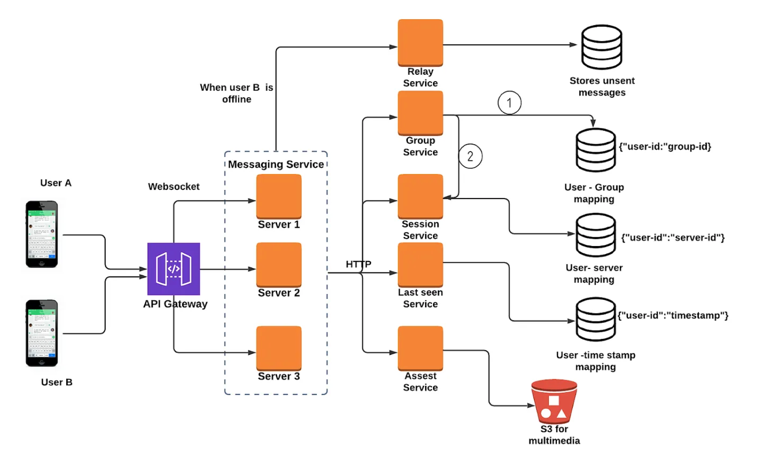 Relay
Service
Stores unsent
messages
When user B is
offline
1
Group
Service
{"user-id:"group-id}
2
User - Group
mapping
Messaging Service
User A
Websocket
Server 1
Session
Service
{"user-id":"server-id"}
User- server
mapping
HTTP
API Gateway
Server 2
Last seen
Service
{"user-id":"timestamp"}
User -time stamp
mapping
User B
Server 3
Assest
Service
S3 for
multimedia